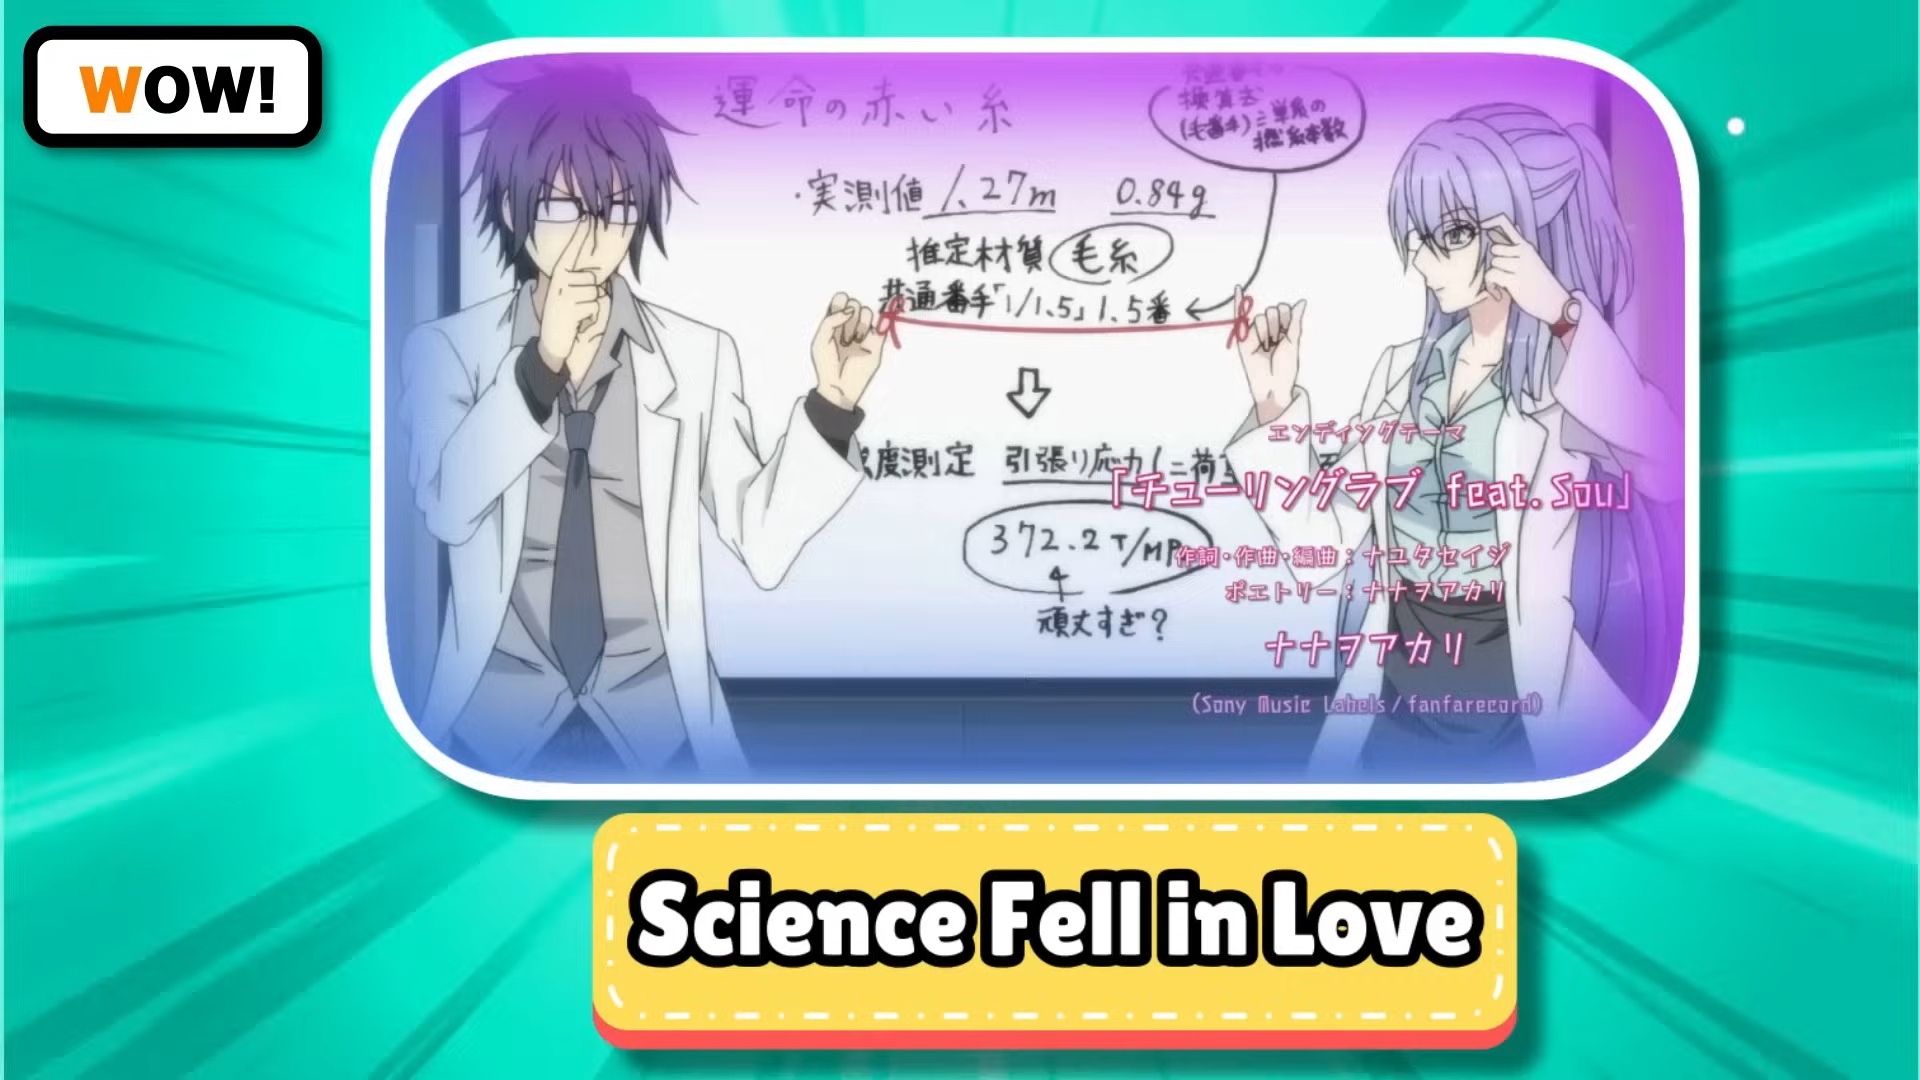 WOW!
運命の赤い糸
換算式
(毛番手)=単糸の
撚糸本数
・実測値 1.27m 0.84g
推定材質 毛糸
共通番手「1/1.5」1.5番
度測定 引張り応力 1=荷
372.2T/MP
頑丈すぎ?
エンディングテーマ
「チューリングラブ feat.Sou」
作詞・作曲・編曲:ナユタセイジ
ポエトリー:ナナヲアカリ
ナナヲアカリ
(Sony Music Labels/fanfarecord)
Science Fell in Love